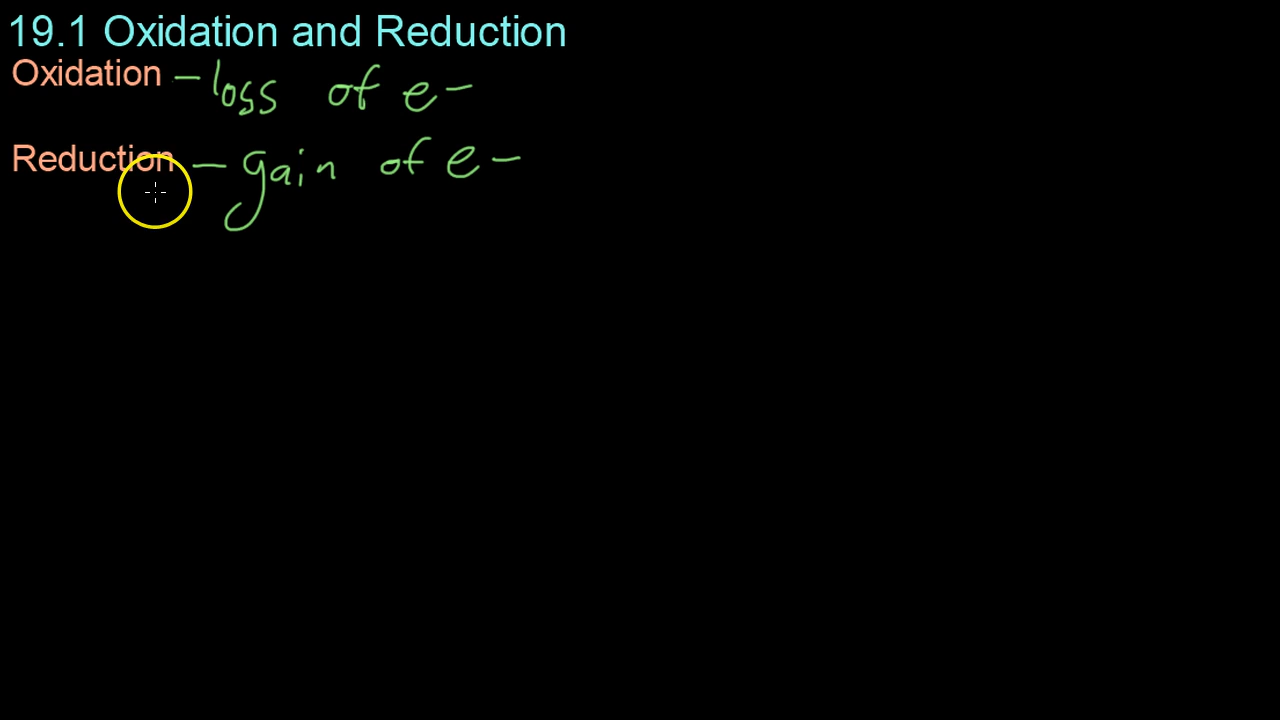 19.1 Oxidation and Reduction
Oxidation – loss of e-
Reduction – gain of e-